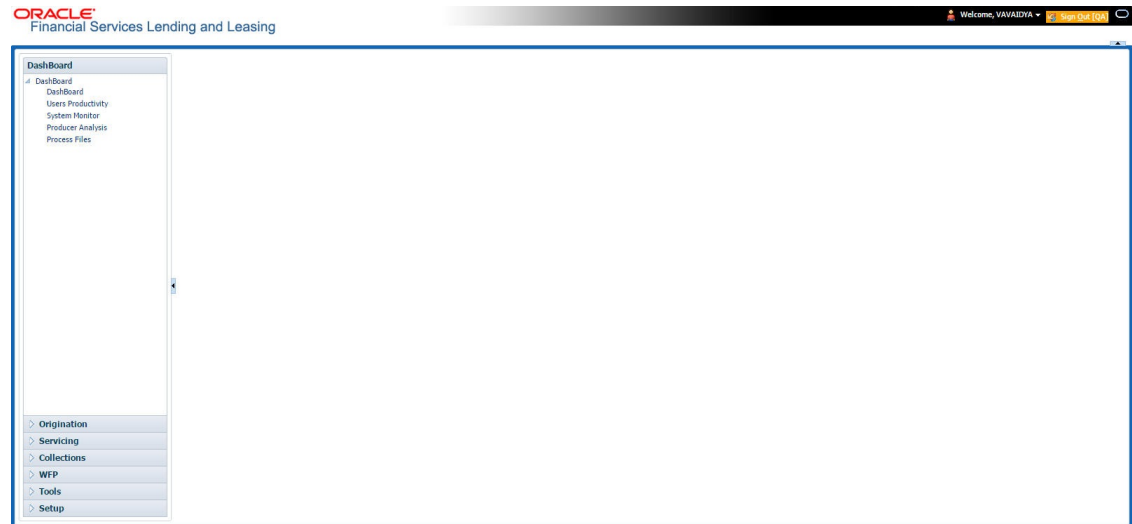 ORACLE
Financial Services Lending and Leasing
Welcome, VAVAIDYA
Sign Out [QA]
DashBoard
DashBoard
DashBoard
Users Productivity
System Monitor
Producer Analysis
Process Files
Origination
Servicing
Collections
WFP
Tools
Setup